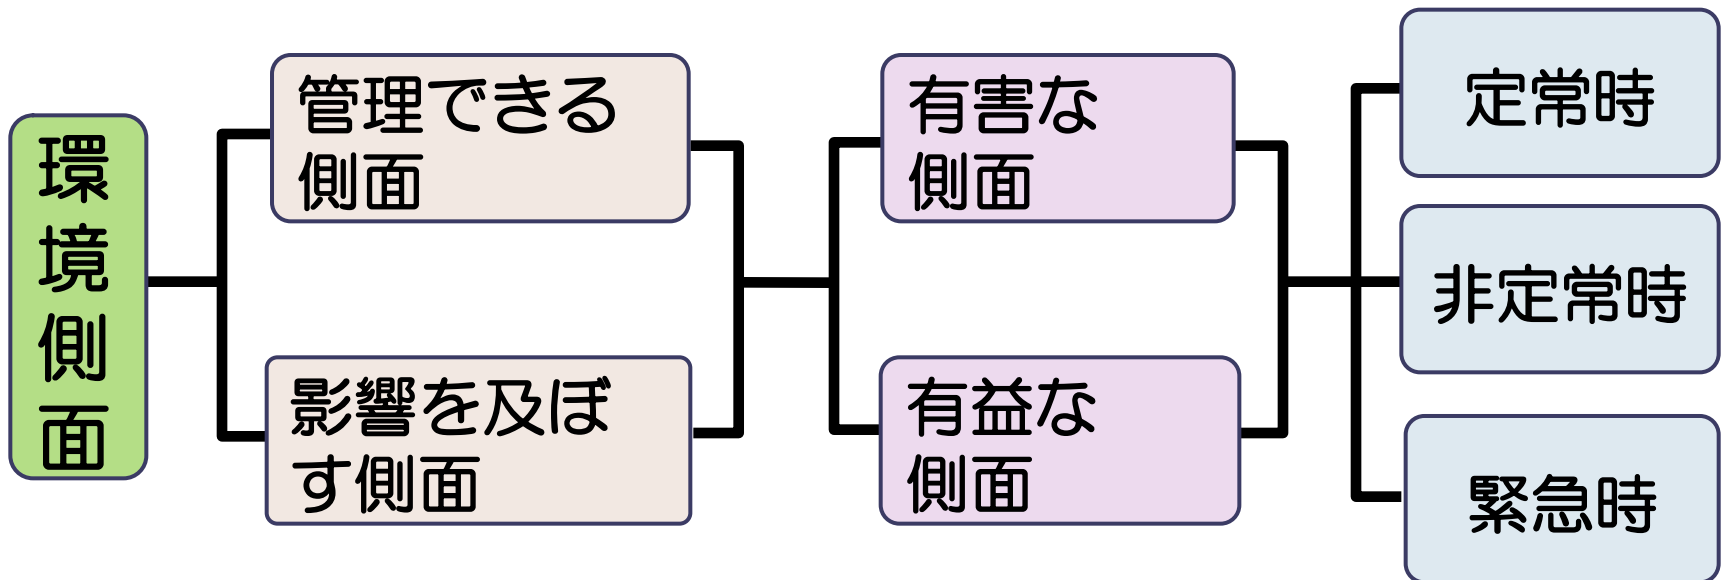 環境側面
管理できる
側面
影響を及ぼ
す側面
有害な
側面
有益な
側面
定常時
非定常時
緊急時